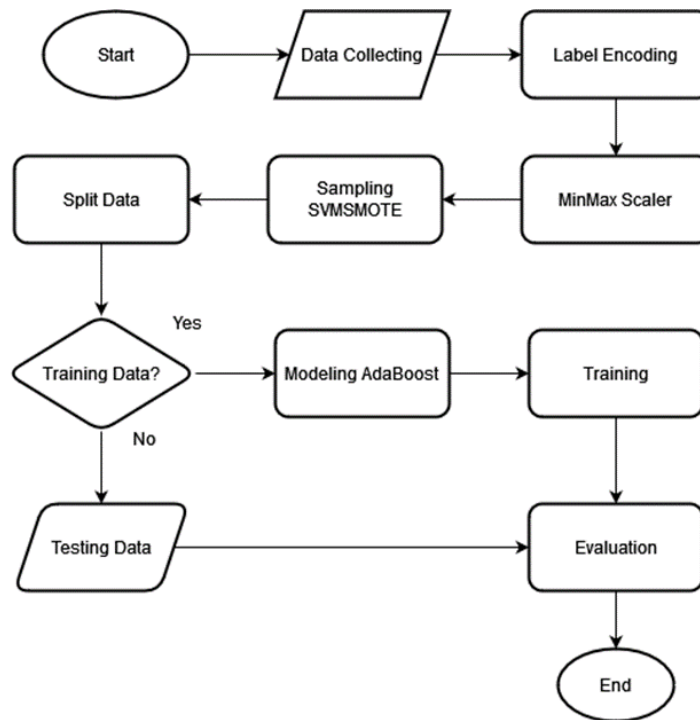 Start
Data Collecting
Label Encoding
Split Data
Sampling
SVMSMOTE
MinMax Scaler
Yes
Training Data?
Modeling AdaBoost
Training
No
Testing Data
Evaluation
End